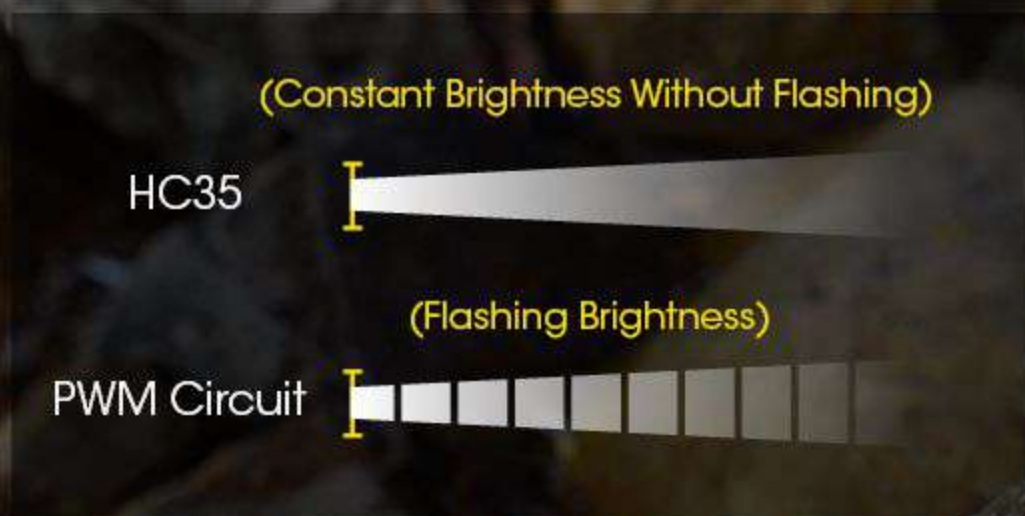 (Constant Brightness Without Flashing)
HC35
(Flashing Brightness)
PWM Circuit